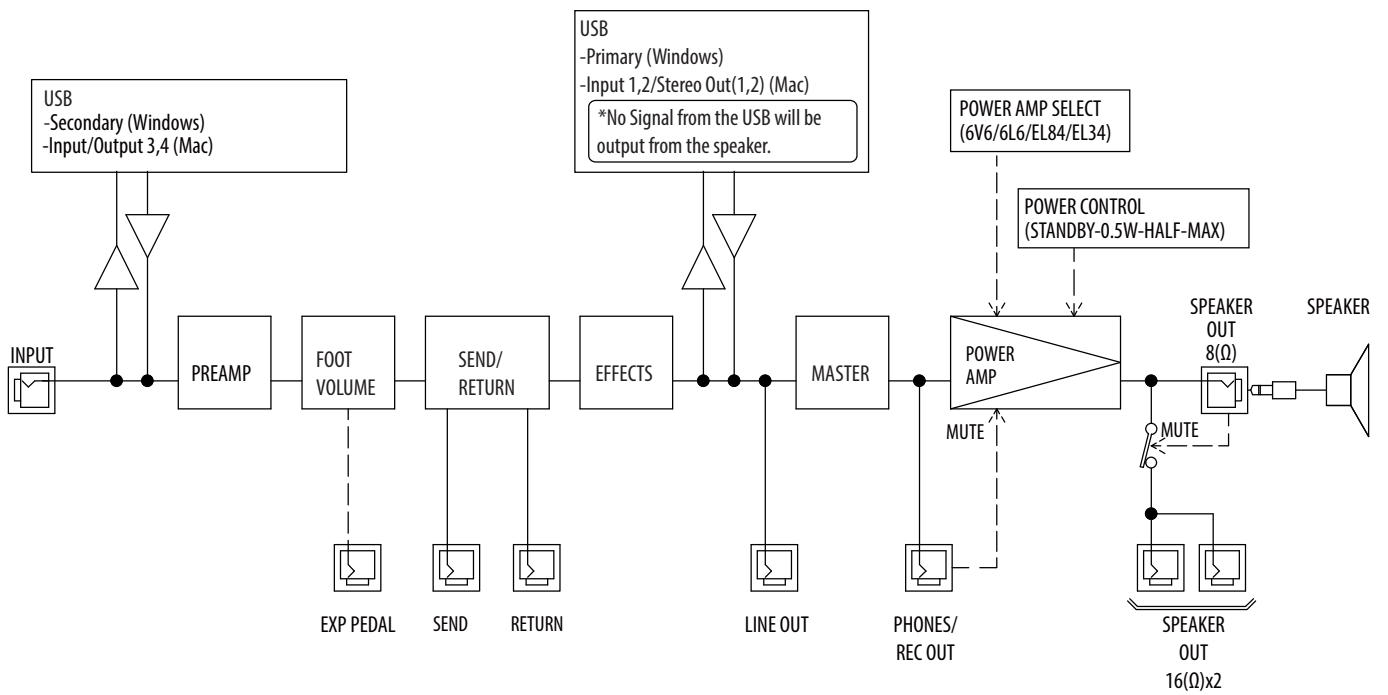 USB
-Secondary (Windows)
-Input/Output 3,4 (Mac)
USB
-Primary (Windows)
-Input 1,2/Stereo Out(1,2) (Mac)
*No Signal from the USB will be
output from the speaker.
POWER AMP SELECT
(6V6/6L6/EL84/EL34)
POWER CONTROL
(STANDBY-0.5W-HALF-MAX)
INPUT
PREAMP
FOOT
VOLUME
SEND/
RETURN
EFFECTS
MASTER
POWER
AMP
SPEAKER
OUT
8(Ω)
SPEAKER
MUTE
MUTE
EXP PEDAL
SEND
RETURN
LINE OUT
PHONES/
REC OUT
SPEAKER
OUT
16(Ω)x2